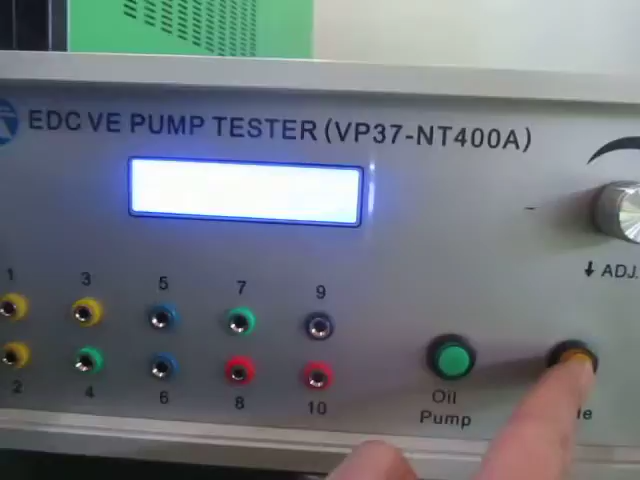 EDC VE PUMP TESTER (VP37-NT400A)
↓ ADJ.
1 3 5 7 9
2 4 6 8 10
Oil
Pump